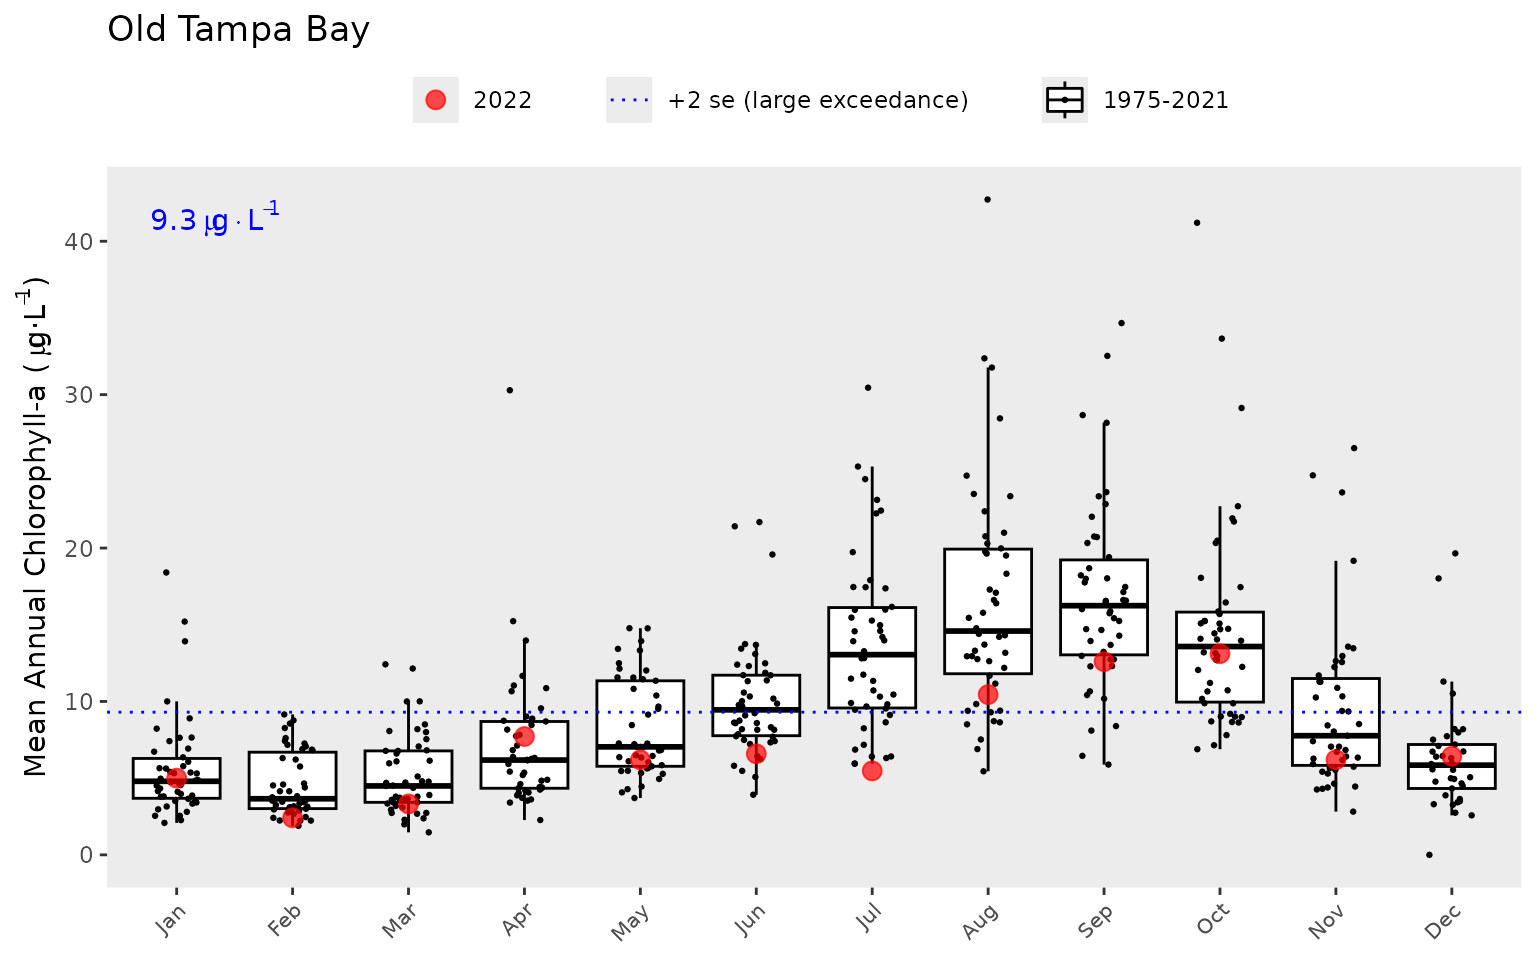 Old Tampa Bay
2022 +2 se (large exceedance) 1975-2021
9.3 μg·L⁻¹
Mean Annual Chlorophyll-a (μg·L⁻¹)
40
30
20
10
0
Jan Feb Mar Apr May Jun Jul Aug Sep Oct Nov Dec